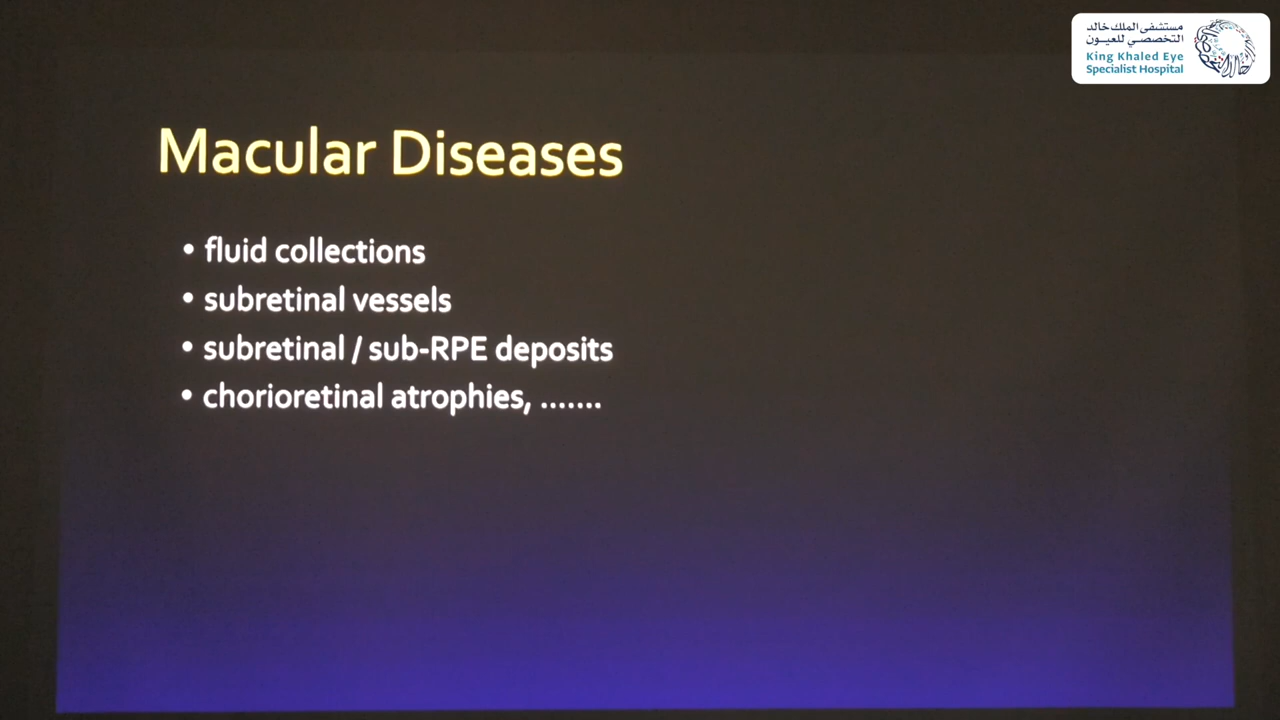 مستشفى الملك خالد
التخصصي للعيون
King Khaled Eye
Specialist Hospital
Macular Diseases
• fluid collections
• subretinal vessels
• subretinal / sub-RPE deposits
• chorioretinal atrophies, .......